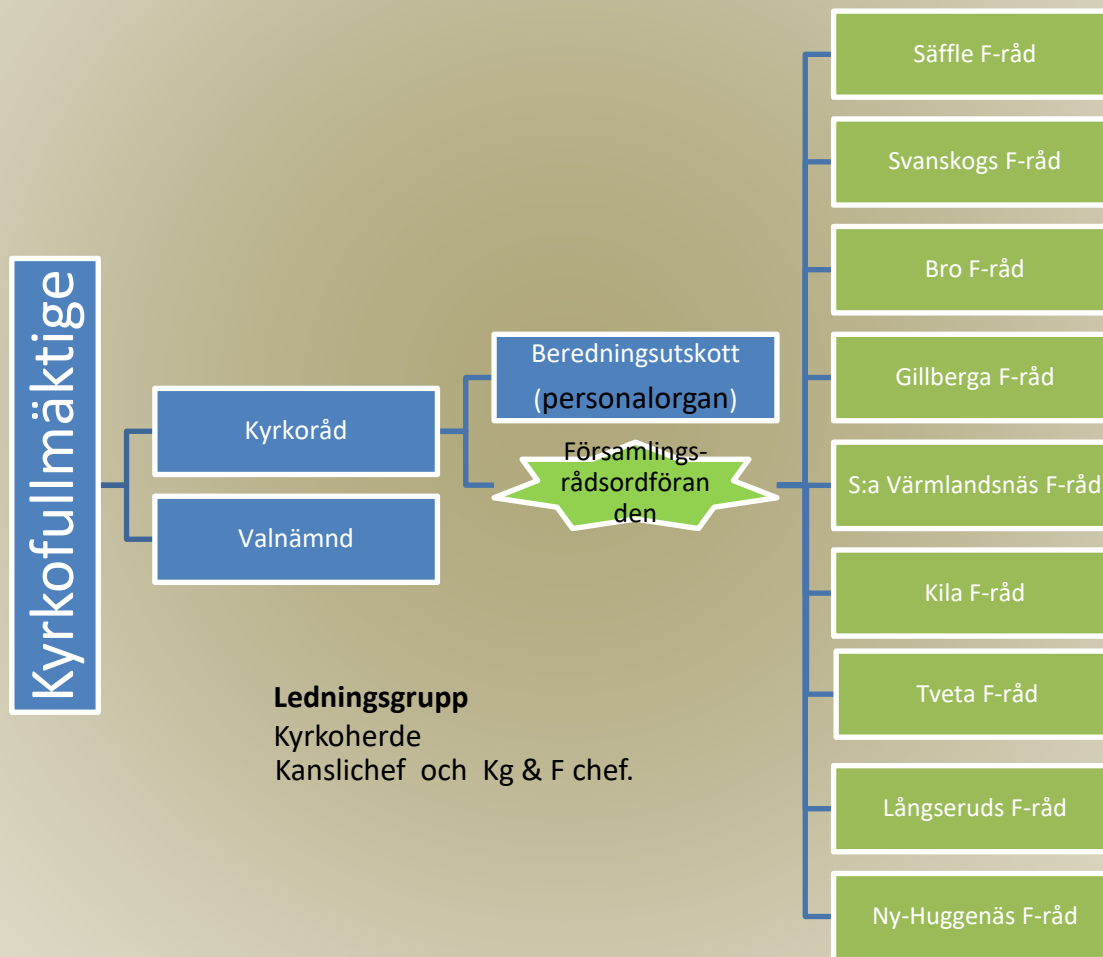 Kyrkofullmäktige
Kyrkoråd
Valnämnd
Beredningsutskott
(personalorgan)
Församlings-
rådsordföran
den
Säffle F-råd
Svanskogs F-råd
Bro F-råd
Gillberga F-råd
S:a Värmlandsnäs F-råd
Kila F-råd
Tveta F-råd
Långseruds F-råd
Ny-Huggenäs F-råd
Ledningsgrupp
Kyrkoherde
Kanslichef och Kg & F chef.